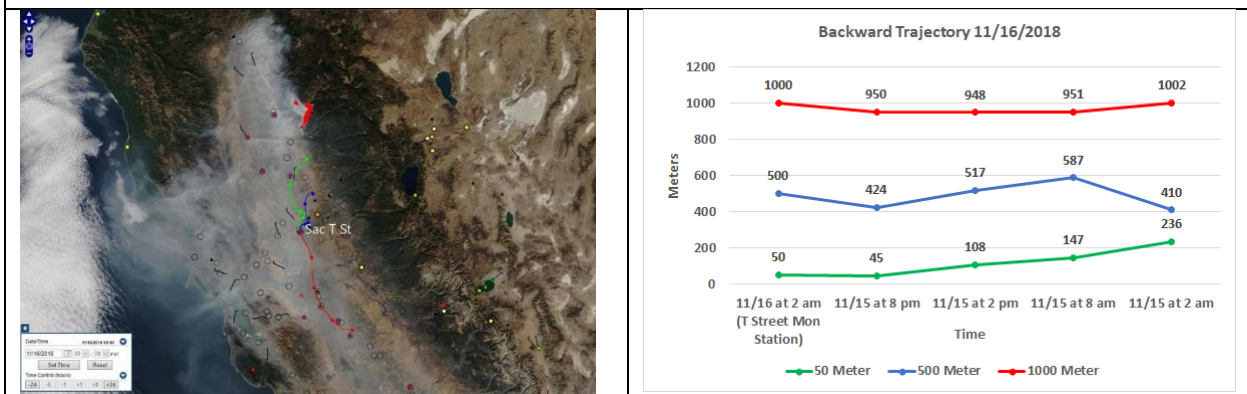 Sac T St
Date/Time
11/16/2018
PST
Set Time
Reset
Time Control (hours)
-24
+1
+24
Backward Trajectory 11/16/2018
1200
1000
800
600
400
200
0
Meters
1000
950
948
951
1002
500
424
517
587
410
50
45
108
147
236
11/16 at 2 am
(T Street Mon
Station)
11/15 at 8 pm
11/15 at 2 pm
11/15 at 8 am
11/15 at 2 am
Time
50 Meter
500 Meter
1000 Meter